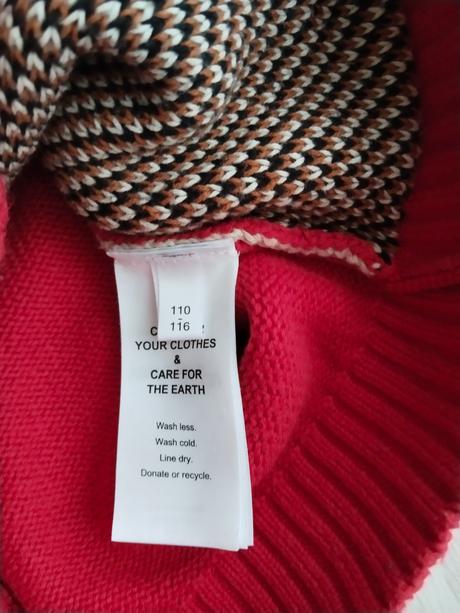 110
-
116
YOUR CLOTHES
&
CARE FOR
THE EARTH
Wash less.
Wash cold.
Line dry.
Donate or recycle.